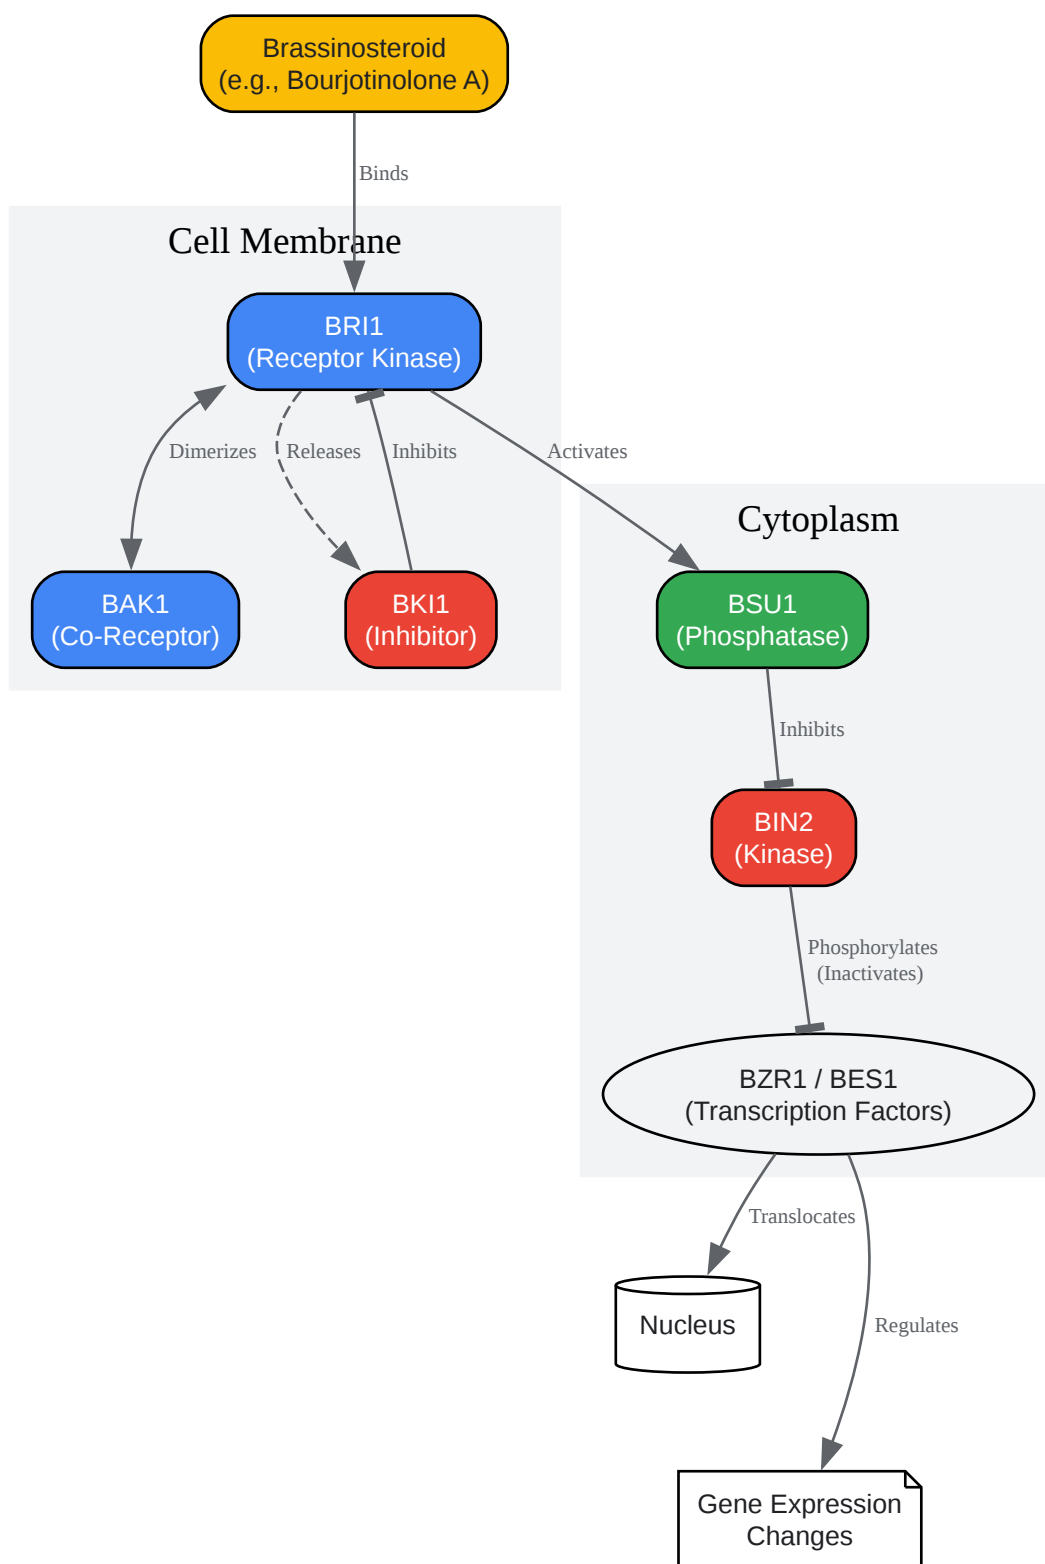 Brassinosteroid
(e.g., Bourjotinolone A)
Binds
Cell Membrane
BRI1
(Receptor Kinase)
Dimerizes
Releases
Inhibits
Activates
Cytoplasm
BAK1
(Co-Receptor)
BKI1
(Inhibitor)
BSU1
(Phosphatase)
Inhibits
BIN2
(Kinase)
Phosphorylates
(Inactivates)
BZR1 / BES1
(Transcription Factors)
Translocates
Nucleus
Regulates
Gene Expression
Changes